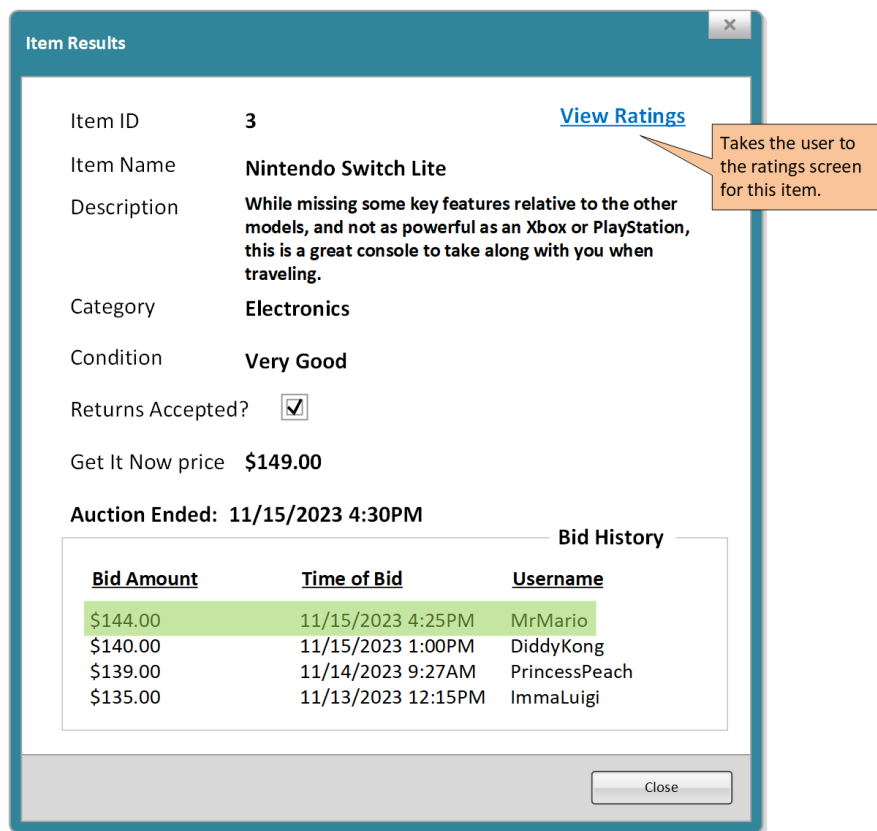 Item Results
Item ID 3 View Ratings
Takes the user to
the ratings screen
for this item.
Item Name Nintendo Switch Lite
Description While missing some key features relative to the other
models, and not as powerful as an Xbox or PlayStation,
this is a great console to take along with you when
traveling.
Category Electronics
Condition Very Good
Returns Accepted?
Get It Now price $149.00
Auction Ended: 11/15/2023 4:30PM
Bid History
Bid Amount Time of Bid Username
$144.00 11/15/2023 4:25PM MrMario
$140.00 11/15/2023 1:00PM DiddyKong
$139.00 11/14/2023 9:27AM PrincessPeach
$135.00 11/13/2023 12:15PM ImmaLuigi
Close